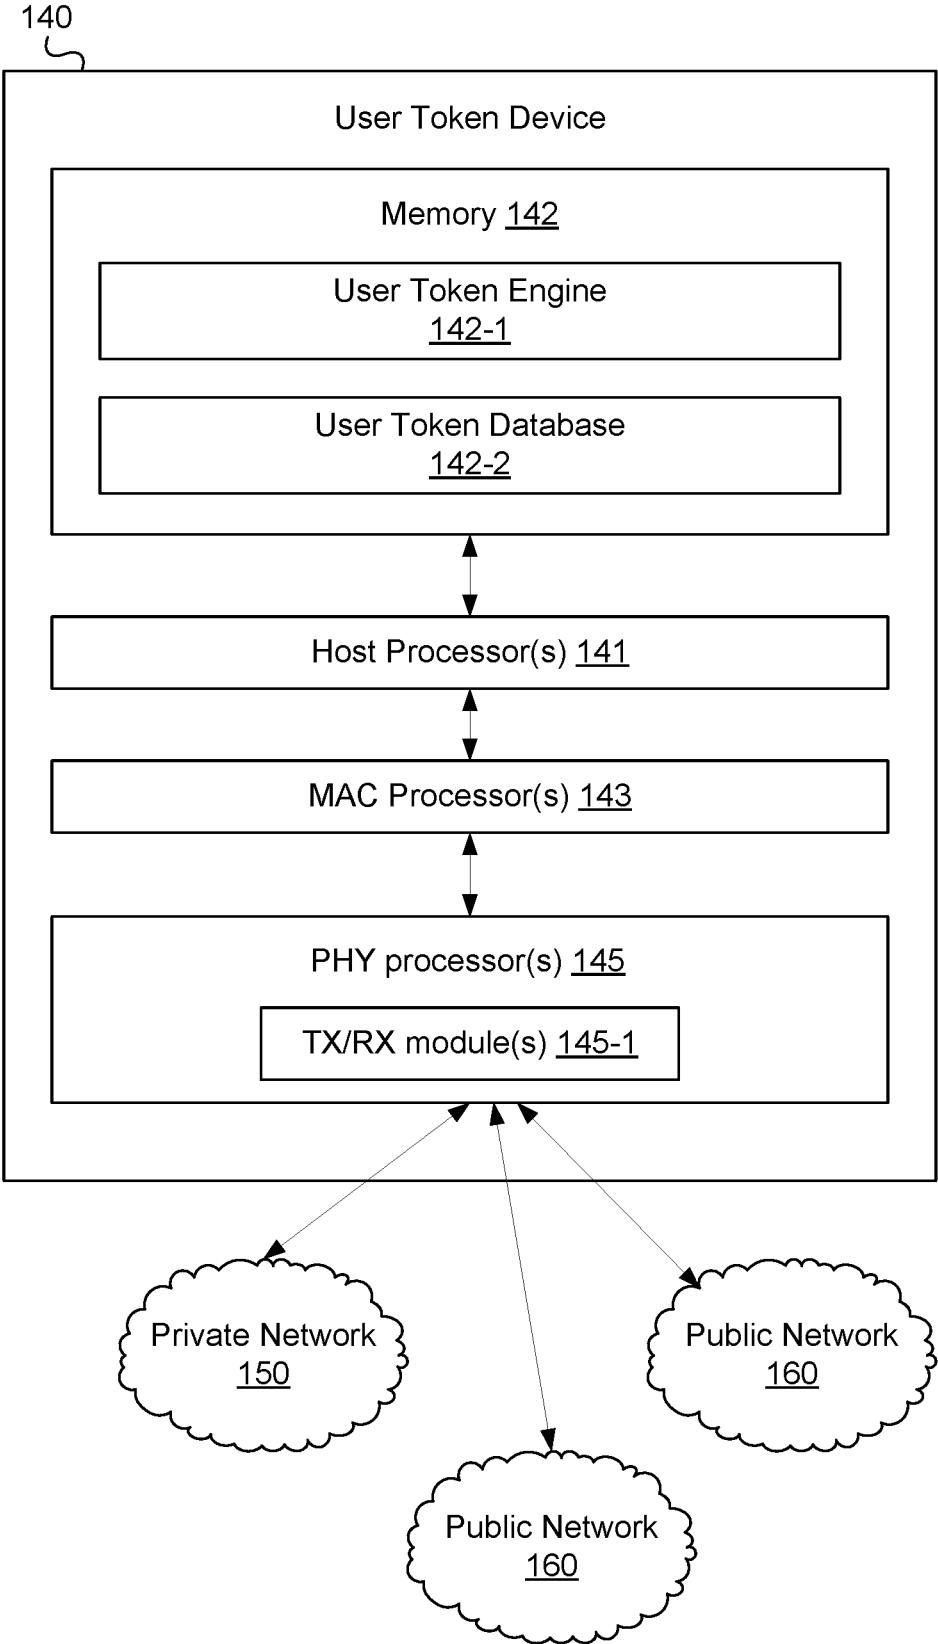 140
User Token Device
Memory 142
User Token Engine
142-1
User Token Database
142-2
Host Processor(s) 141
MAC Processor(s) 143
PHY processor(s) 145
TX/RX module(s) 145-1
Private Network
150
Public Network
160
Public Network
160